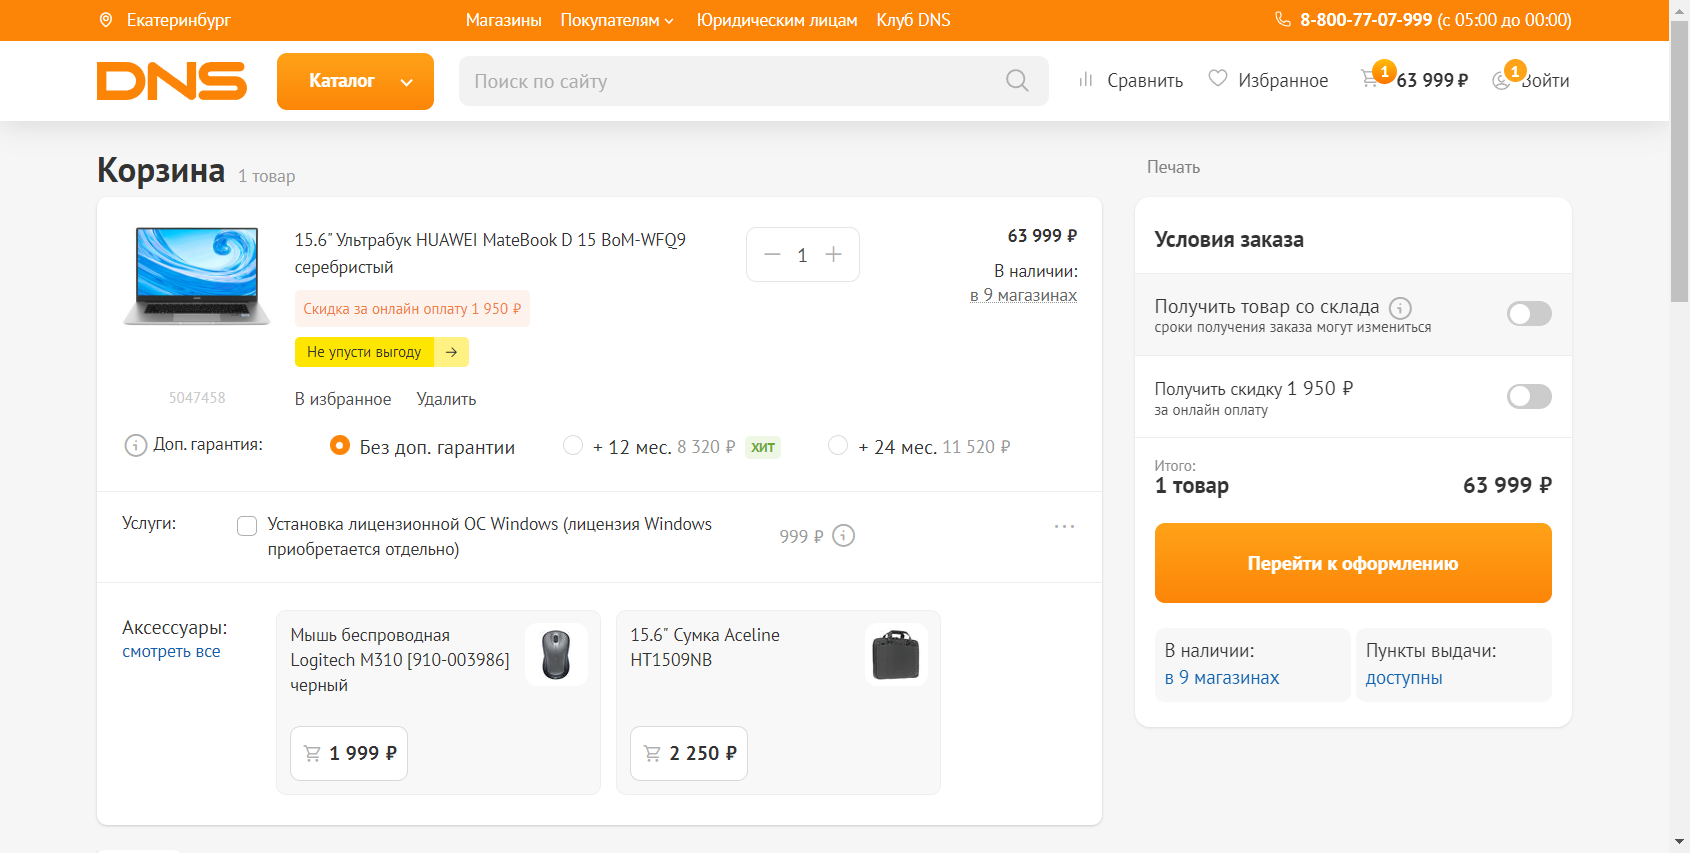 Екатеринбург
Магазины Покупателям Юридическим лицам Клуб DNS
8-800-77-07-999 (с 05:00 до 00:00)
DNS
Каталог
Поиск по сайту
Сравнить
Избранное
1
63 999 ₽
1
Войти
Корзина 1 товар
Печать
15.6" Ультрабук HUAWEI MateBook D 15 BoM-WFQ9
серебристый
Скидка за онлайн оплату 1 950 ₽
Не упусти выгоду →
5047458
В избранное Удалить
1
63 999 ₽
В наличии:
в 9 магазинах
Доп. гарантия:
Без доп. гарантии
+ 12 мес. 8 320 ₽ ХИТ
+ 24 мес. 11 520 ₽
Услуги:
Установка лицензионной ОС Windows (лицензия Windows
приобретается отдельно)
999 ₽
Аксессуары:
смотреть все
Мышь беспроводная
Logitech M310 [910-003986]
черный
1 999 ₽
15.6" Сумка Aceline
HT1509NB
2 250 ₽
Условия заказа
Получить товар со склада
сроки получения заказа могут измениться
Получить скидку 1 950 ₽
за онлайн оплату
Итого:
1 товар 63 999 ₽
Перейти к оформлению
В наличии:
в 9 магазинах
Пункты выдачи:
доступны